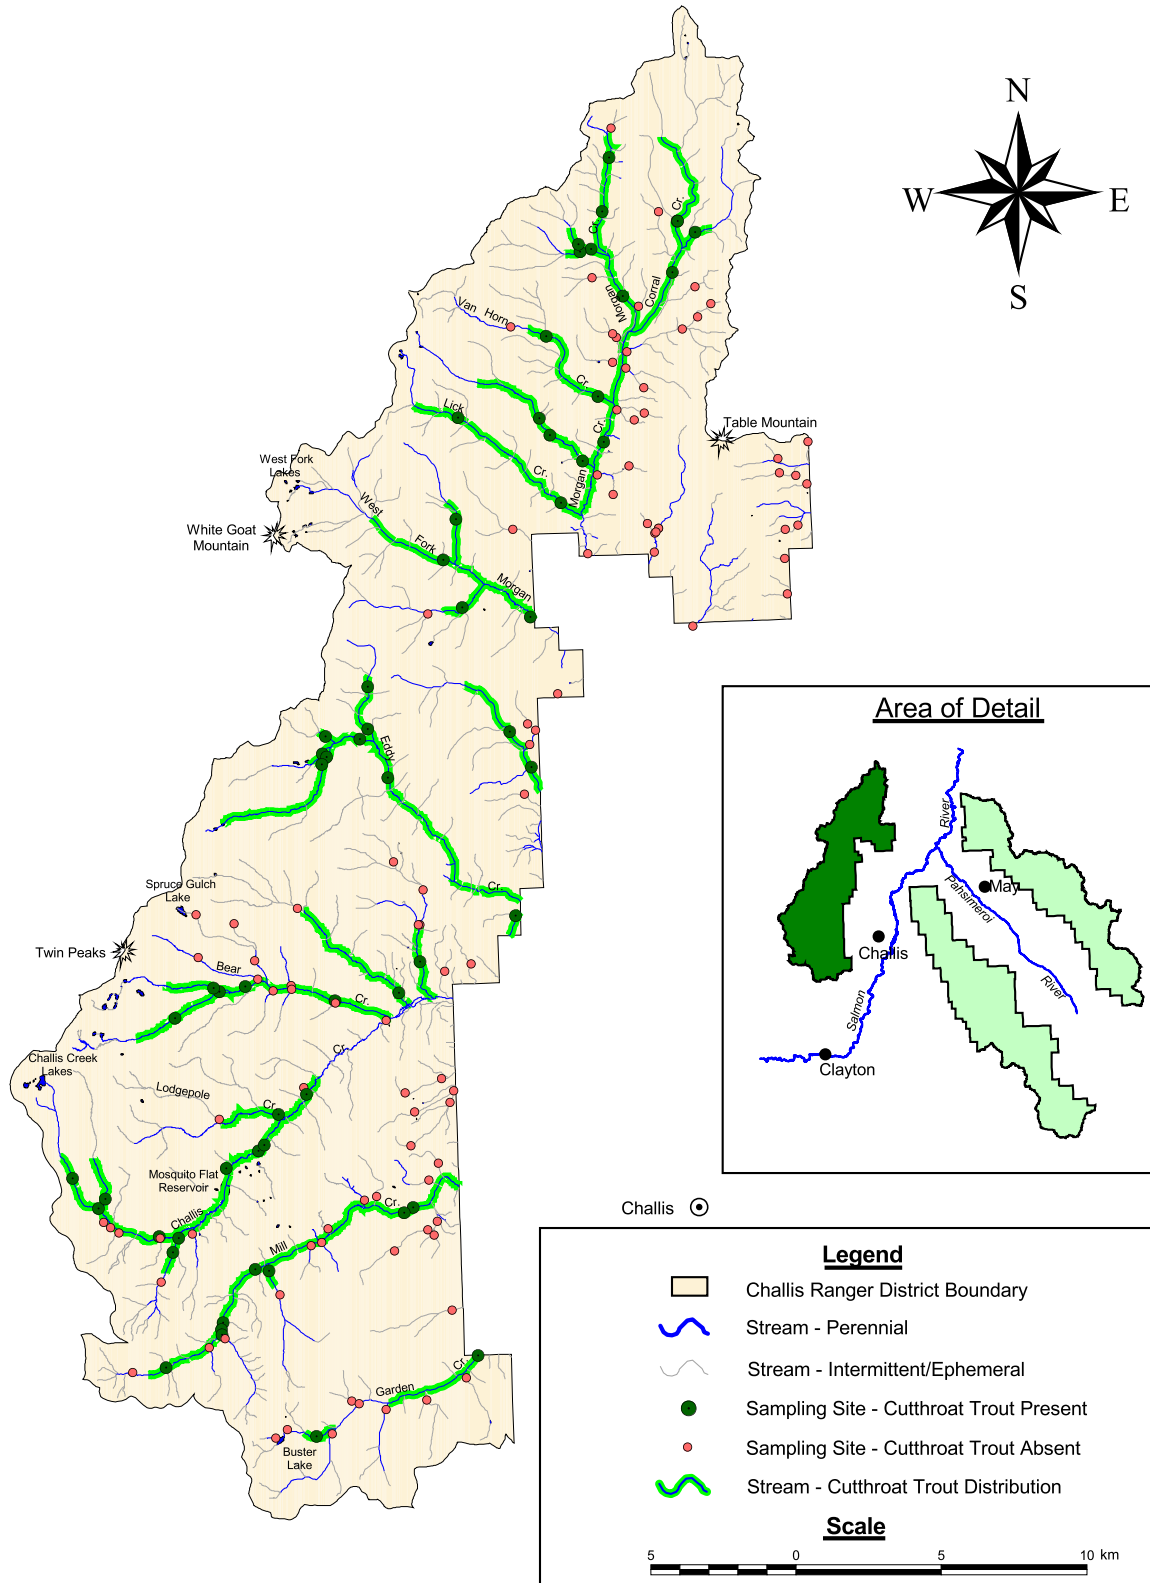 N
W
E
S
Cr.
Cr.
Morgan
Corral
Van Horn
Cr.
Lick
Cr.
Cr.
Morgan
Table Mountain
West Fork
Lakes
White Goat
Mountain
West
Fork
Morgan
Eddy
Cr.
Spruce Gulch
Lake
Twin Peaks
Bear
Cr.
Cr.
Challis Creek
Lakes
Lodgepole
Cr.
Mosquito Flat
Reservoir
Challis
Cr.
Mill
Garden
Cr.
Buster
Lake
Area of Detail
River
Pahsimeroi
May
Challis
River
Salmon
Clayton
Challis
Legend
Challis Ranger District Boundary
Stream - Perennial
Stream - Intermittent/Ephemeral
Sampling Site - Cutthroat Trout Present
Sampling Site - Cutthroat Trout Absent
Stream - Cutthroat Trout Distribution
Scale
5 0 5 10 km